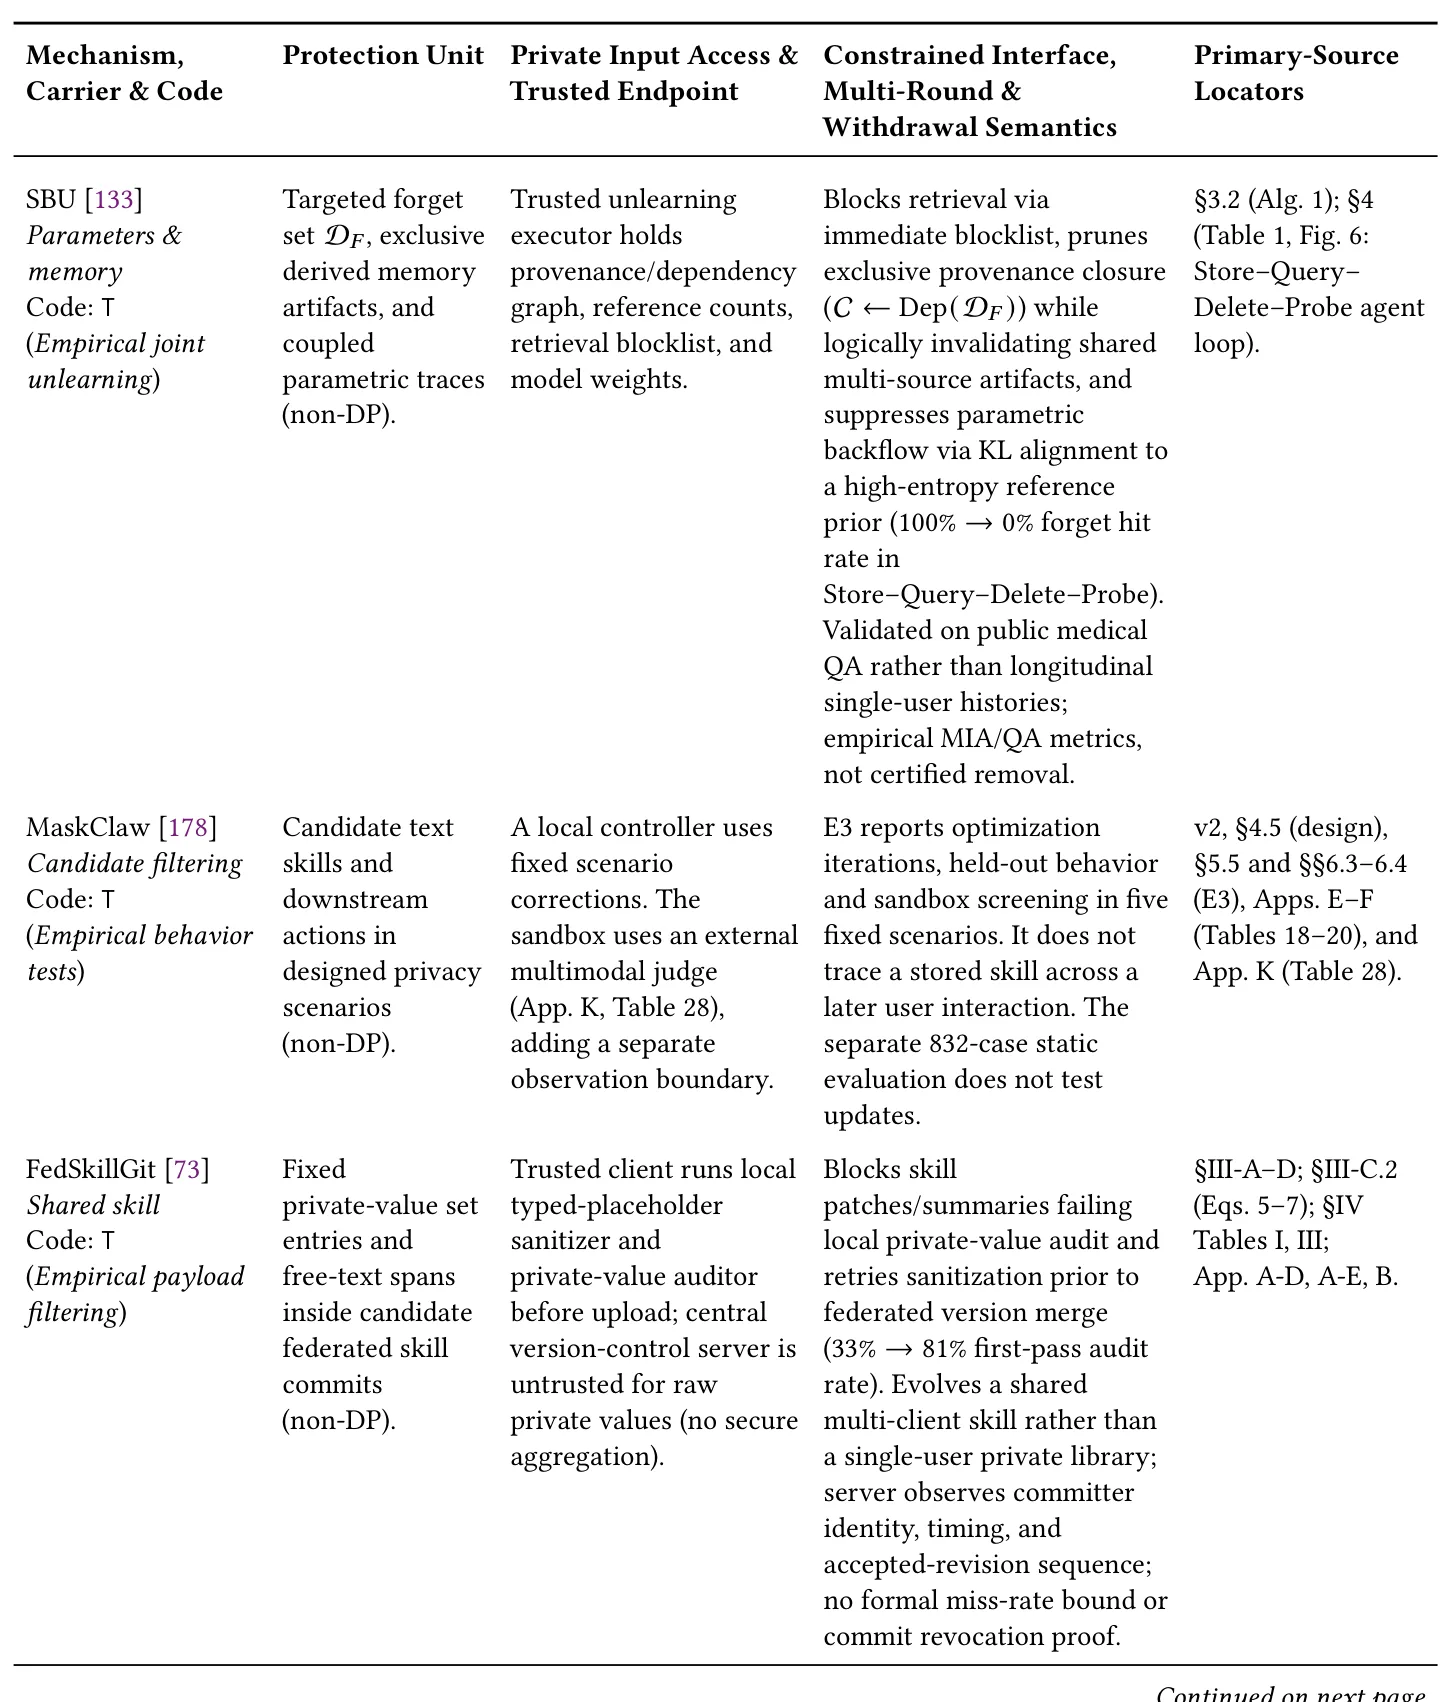 Mechanism,
Carrier & Code
Protection Unit
Private Input Access &
Trusted Endpoint
Constrained Interface,
Multi-Round &
Withdrawal Semantics
Primary-Source
Locators
SBU [133]
Parameters &
memory
Code: T
(Empirical joint
unlearning)
Targeted forget
set 𝒟_F, exclusive
derived memory
artifacts, and
coupled
parametric traces
(non-DP).
Trusted unlearning
executor holds
provenance/dependency
graph, reference counts,
retrieval blocklist, and
model weights.
Blocks retrieval via
immediate blocklist, prunes
exclusive provenance closure
(𝒞 ← Dep(𝒟_F)) while
logically invalidating shared
multi-source artifacts, and
suppresses parametric
backflow via KL alignment to
a high-entropy reference
prior (100% → 0% forget hit
rate in
Store–Query–Delete–Probe).
Validated on public medical
QA rather than longitudinal
single-user histories;
empirical MIA/QA metrics,
not certified removal.
§3.2 (Alg. 1); §4
(Table 1, Fig. 6:
Store–Query–
Delete–Probe agent
loop).
MaskClaw [178]
Candidate filtering
Code: T
(Empirical behavior
tests)
Candidate text
skills and
downstream
actions in
designed privacy
scenarios
(non-DP).
A local controller uses
fixed scenario
corrections. The
sandbox uses an external
multimodal judge
(App. K, Table 28),
adding a separate
observation boundary.
E3 reports optimization
iterations, held-out behavior
and sandbox screening in five
fixed scenarios. It does not
trace a stored skill across a
later user interaction. The
separate 832-case static
evaluation does not test
updates.
v2, §4.5 (design),
§5.5 and §§6.3–6.4
(E3), Apps. E–F
(Tables 18–20), and
App. K (Table 28).
FedSkillGit [73]
Shared skill
Code: T
(Empirical payload
filtering)
Fixed
private-value set
entries and
free-text spans
inside candidate
federated skill
commits
(non-DP).
Trusted client runs local
typed-placeholder
sanitizer and
private-value auditor
before upload; central
version-control server is
untrusted for raw
private values (no secure
aggregation).
Blocks skill
patches/summaries failing
local private-value audit and
retries sanitization prior to
federated version merge
(33% → 81% first-pass audit
rate). Evolves a shared
multi-client skill rather than
a single-user private library;
server observes committer
identity, timing, and
accepted-revision sequence;
no formal miss-rate bound or
commit revocation proof.
§III-A–D; §III-C.2
(Eqs. 5–7); §IV
Tables I, III;
App. A-D, A-E, B.
Continued on next page